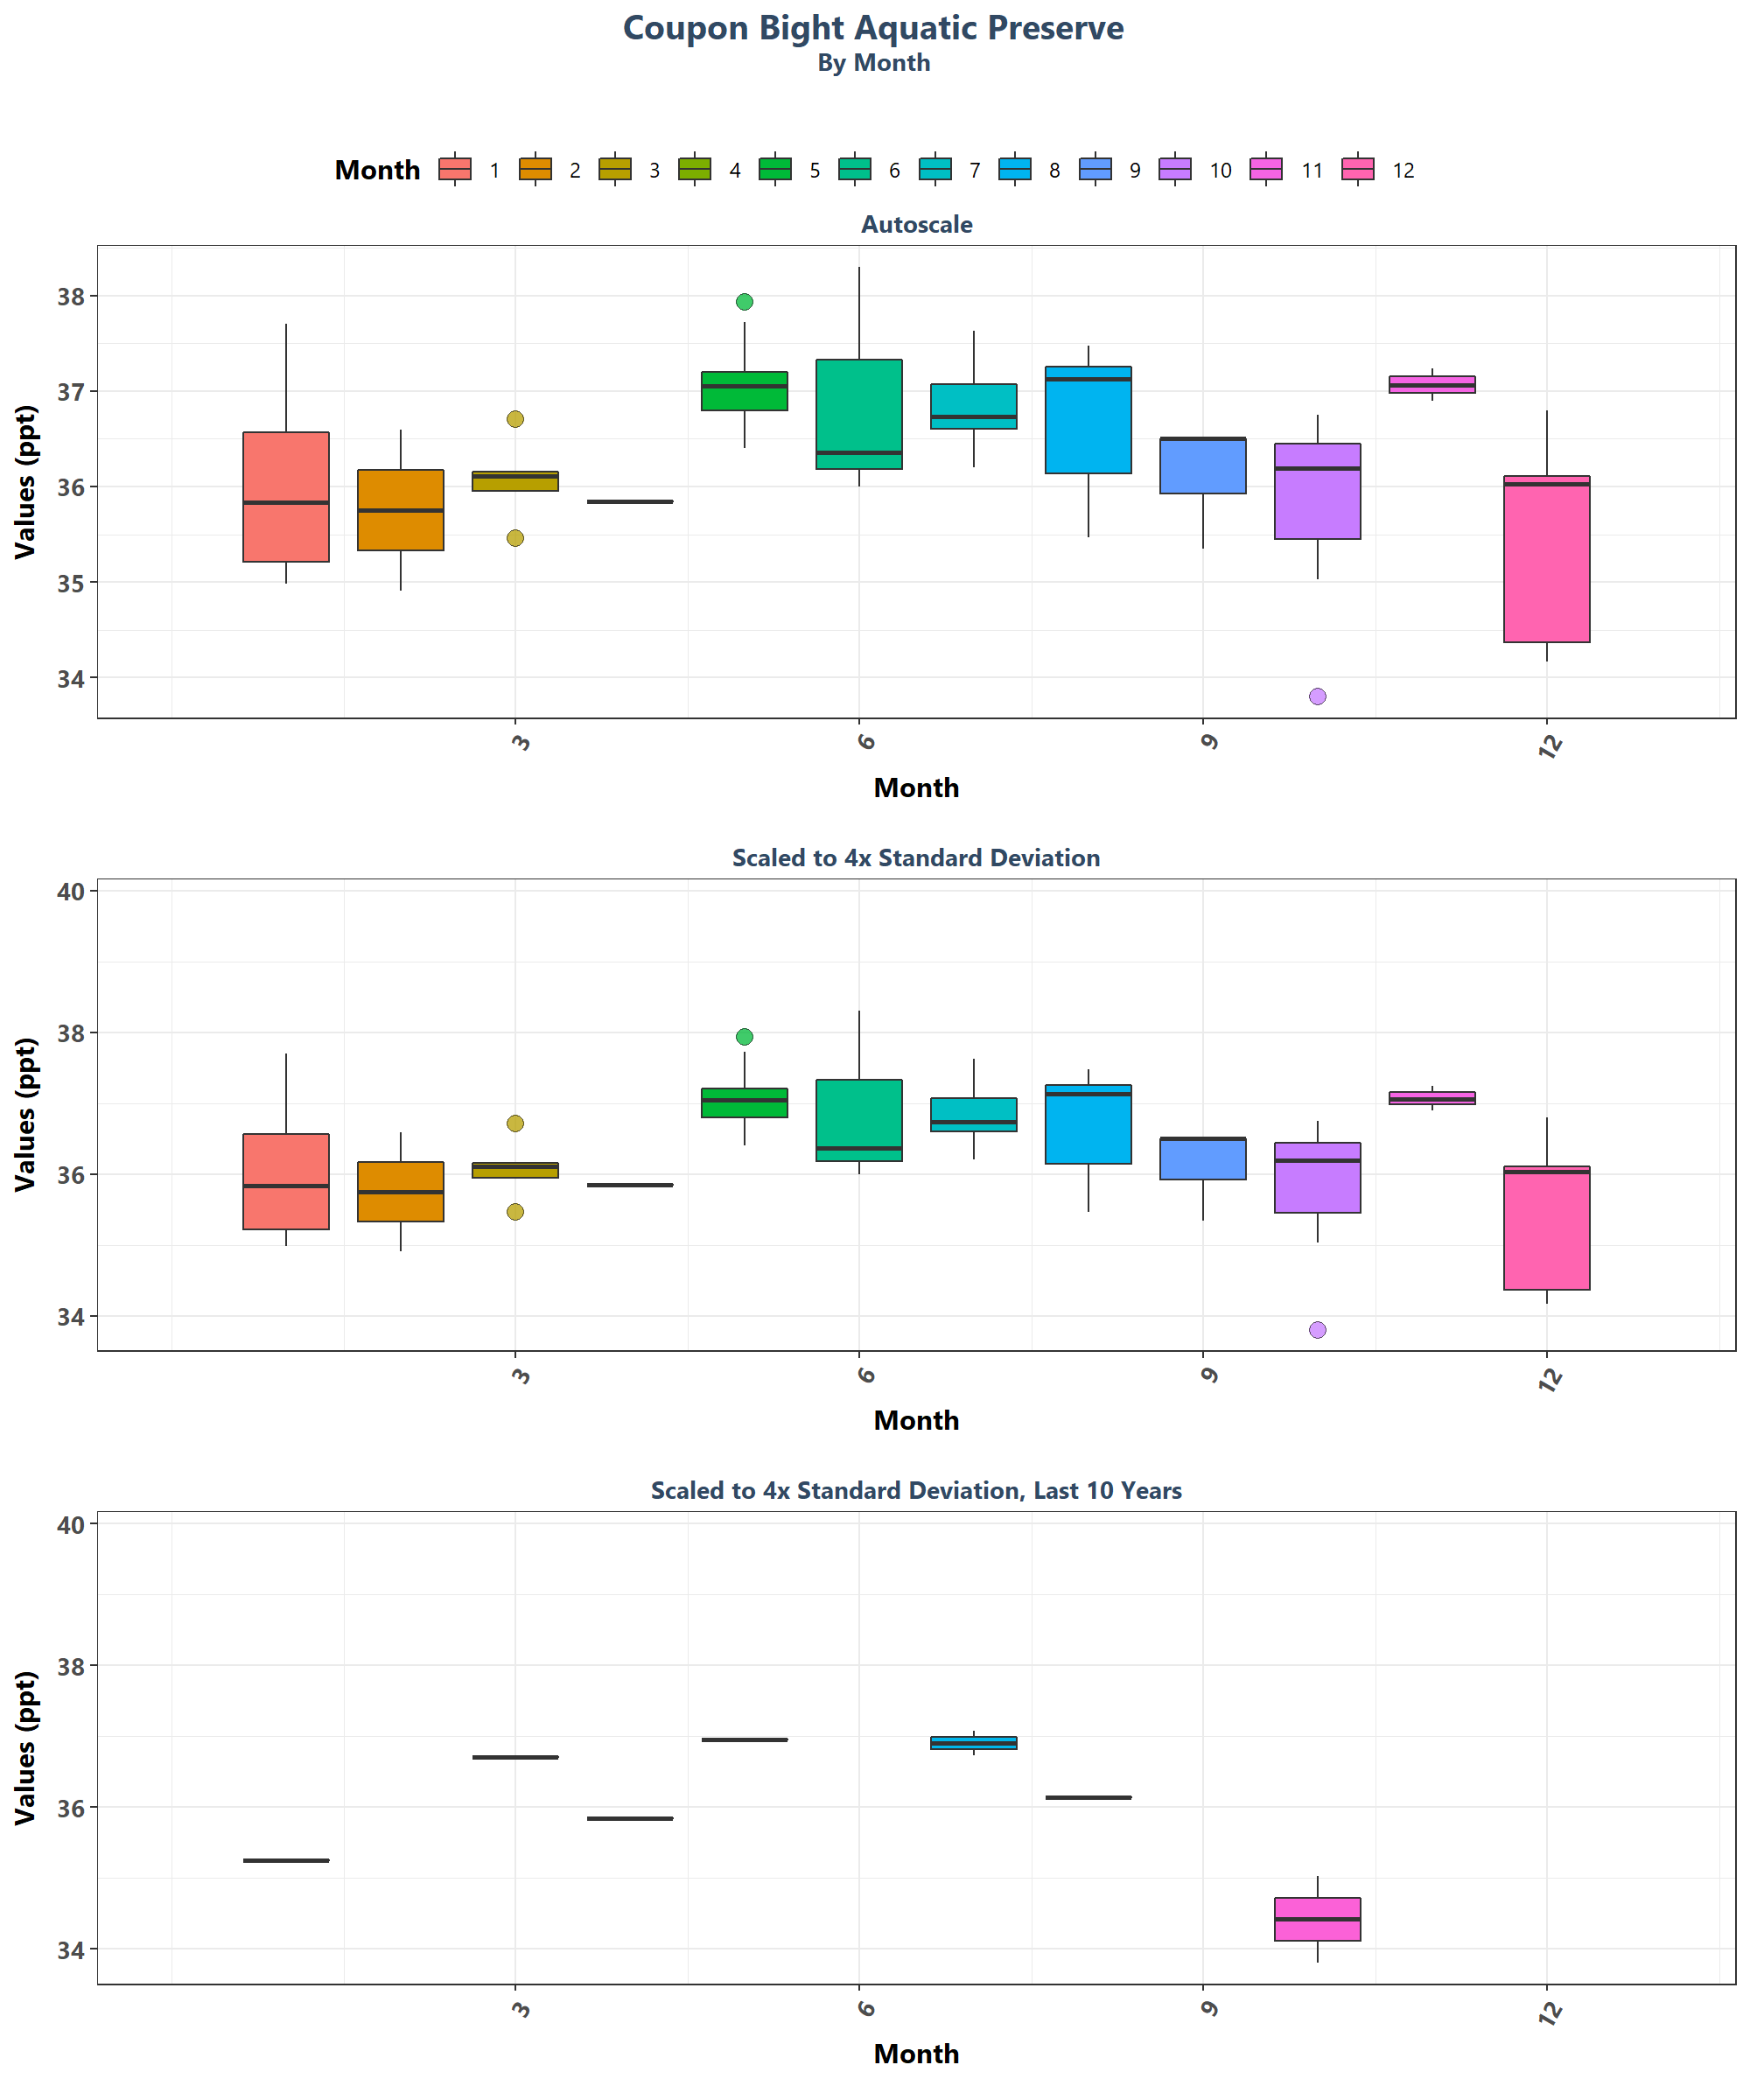 Coupon Bight Aquatic Preserve
By Month
Month 1 2 3 4 5 6 7 8 9 10 11 12
Autoscale
Values (ppt)
38
37
36
35
34
3 6 9 12
Month
Scaled to 4x Standard Deviation
Values (ppt)
40
38
36
34
3 6 9 12
Month
Scaled to 4x Standard Deviation, Last 10 Years
Values (ppt)
40
38
36
34
3 6 9 12
Month